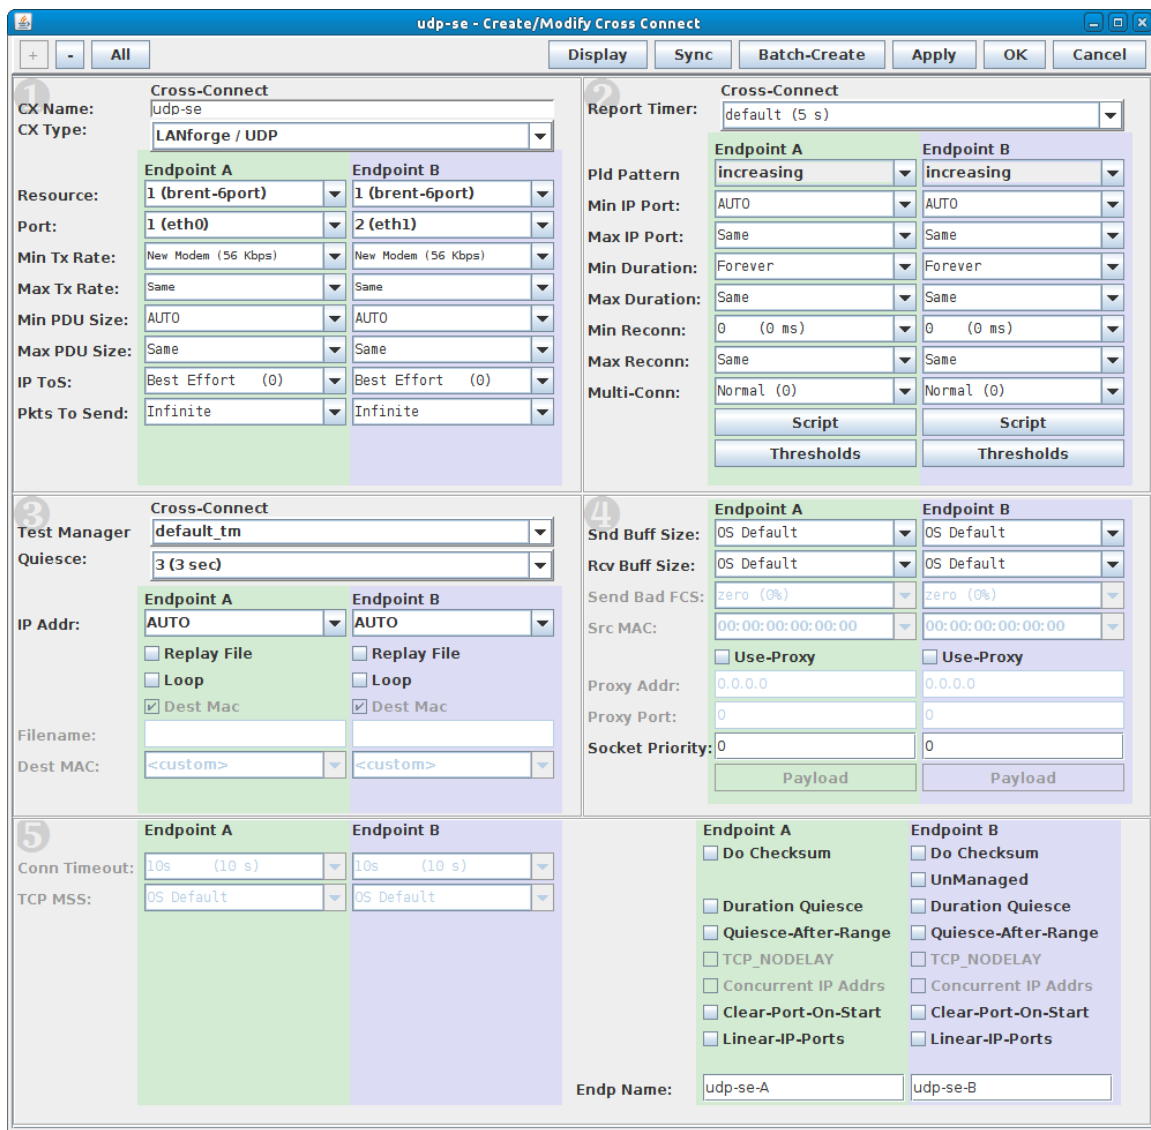 udp-se - Create/Modify Cross Connect
+ - All Display Sync Batch-Create Apply OK Cancel
1
Cross-Connect
CX Name: udp-se
CX Type: LANforge / UDP
Endpoint A Endpoint B
Resource: 1 (brent-6port) 1 (brent-6port)
Port: 1 (eth0) 2 (eth1)
Min Tx Rate: New Modem (56 Kbps) New Modem (56 Kbps)
Max Tx Rate: Same Same
Min PDU Size: AUTO AUTO
Max PDU Size: Same Same
IP ToS: Best Effort (0) Best Effort (0)
Pkts To Send: Infinite Infinite
2
Cross-Connect
Report Timer: default (5 s)
Endpoint A Endpoint B
Pld Pattern increasing increasing
Min IP Port: AUTO AUTO
Max IP Port: Same Same
Min Duration: Forever Forever
Max Duration: Same Same
Min Reconn: 0 (0 ms) 0 (0 ms)
Max Reconn: Same Same
Multi-Conn: Normal (0) Normal (0)
Script Script
Thresholds Thresholds
3
Cross-Connect
Test Manager default_tm
Quiesce: 3 (3 sec)
Endpoint A Endpoint B
IP Addr: AUTO AUTO
Replay File Replay File
Loop Loop
Dest Mac Dest Mac
Filename:
Dest MAC: <custom> <custom>
4
Endpoint A Endpoint B
Snd Buff Size: OS Default OS Default
Rcv Buff Size: OS Default OS Default
Send Bad FCS: zero (0%) zero (0%)
Src MAC: 00:00:00:00:00:00 00:00:00:00:00:00
Use-Proxy Use-Proxy
Proxy Addr: 0.0.0.0 0.0.0.0
Proxy Port: 0 0
Socket Priority: 0 0
Payload Payload
5
Endpoint A Endpoint B
Conn Timeout: 10s (10 s) 10s (10 s)
TCP MSS: OS Default OS Default
Endpoint A Endpoint B
Do Checksum Do Checksum
UnManaged
Duration Quiesce Duration Quiesce
Quiesce-After-Range Quiesce-After-Range
TCP_NODELAY TCP_NODELAY
Concurrent IP Addrs Concurrent IP Addrs
Clear-Port-On-Start Clear-Port-On-Start
Linear-IP-Ports Linear-IP-Ports
Endp Name: udp-se-A udp-se-B